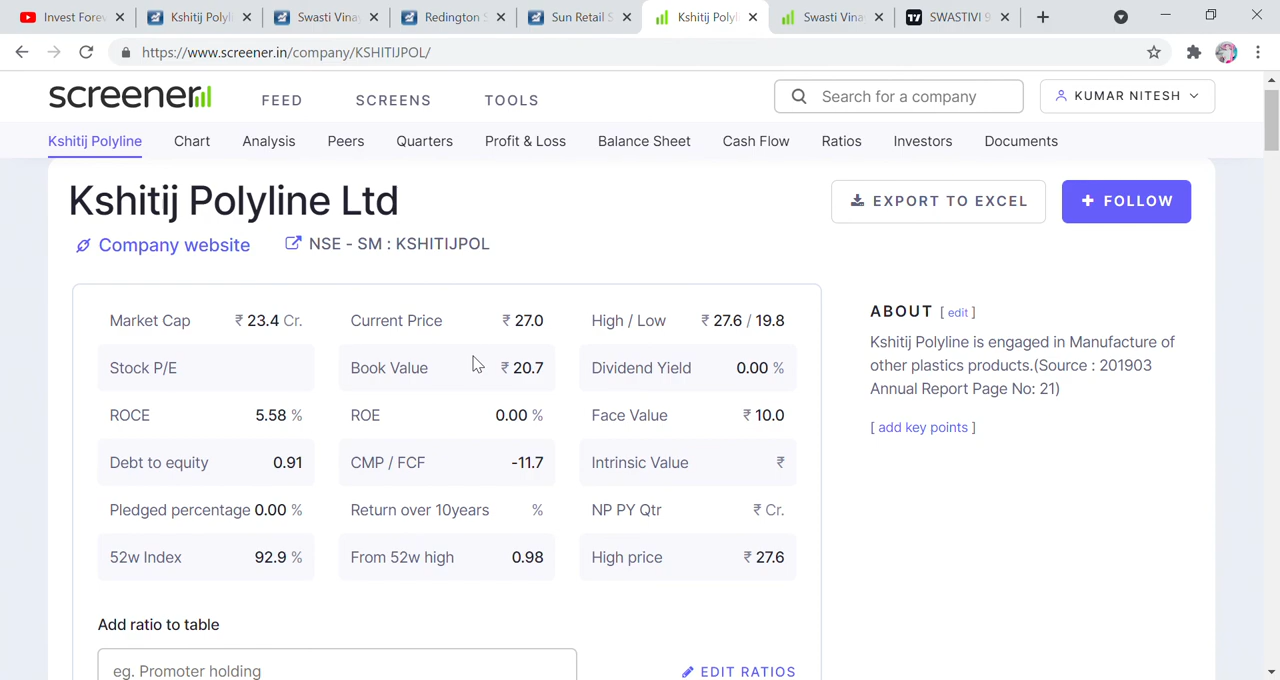 Invest Forev
Kshitij Polyli
Swasti Vinay
Redington S
Sun Retail S
Kshitij Poly
Swasti Vina
SWASTIVI 9
https://www.screener.in/company/KSHITIJPOL/
screener
FEED
SCREENS
TOOLS
Search for a company
KUMAR NITESH
Kshitij Polyline
Chart
Analysis
Peers
Quarters
Profit & Loss
Balance Sheet
Cash Flow
Ratios
Investors
Documents
Kshitij Polyline Ltd
EXPORT TO EXCEL
+ FOLLOW
Company website
NSE - SM : KSHITIJPOL
Market Cap ₹ 23.4 Cr.
Current Price ₹ 27.0
High / Low ₹ 27.6 / 19.8
Stock P/E
Book Value ₹ 20.7
Dividend Yield 0.00 %
ROCE 5.58 %
ROE 0.00 %
Face Value ₹ 10.0
Debt to equity 0.91
CMP / FCF -11.7
Intrinsic Value ₹
Pledged percentage 0.00 %
Return over 10years %
NP PY Qtr ₹ Cr.
52w Index 92.9 %
From 52w high 0.98
High price ₹ 27.6
Add ratio to table
eg. Promoter holding
EDIT RATIOS
ABOUT [ edit ]
Kshitij Polyline is engaged in Manufacture of
other plastics products.(Source : 201903
Annual Report Page No: 21)
[ add key points ]